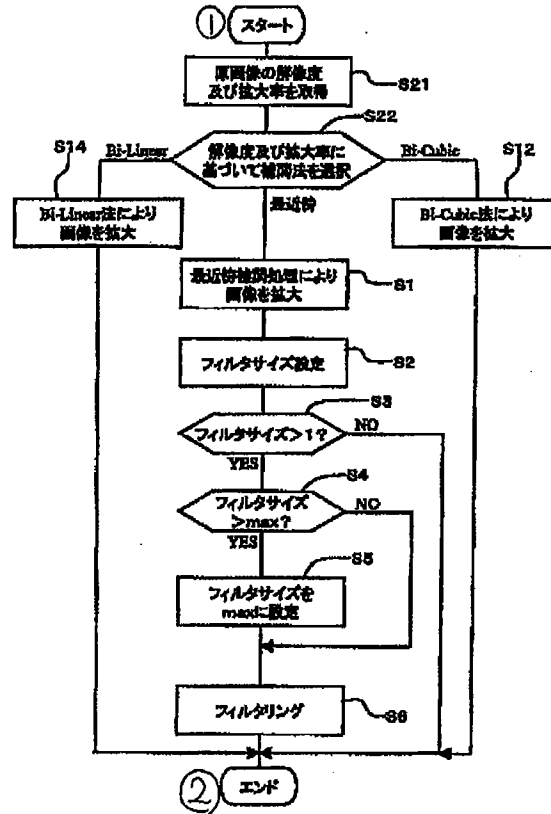 ① スタート
原画像の解像度
及び拡大率を取得
S21
S22
解像度及び拡大率に
基づいて補間法を選択
Bi-Linear
Bi-Cubic
S14
S12
Bi-Linear法により
画像を拡大
最近傍
Bi-Cubic法により
画像を拡大
最近傍補間処理により
画像を拡大
S1
フィルタサイズ設定
S2
S3
フィルタサイズ>1?
NO
YES
S4
フィルタサイズ
>max?
NO
YES
S5
フィルタサイズを
maxに設定
フィルタリング
S6
② エンド